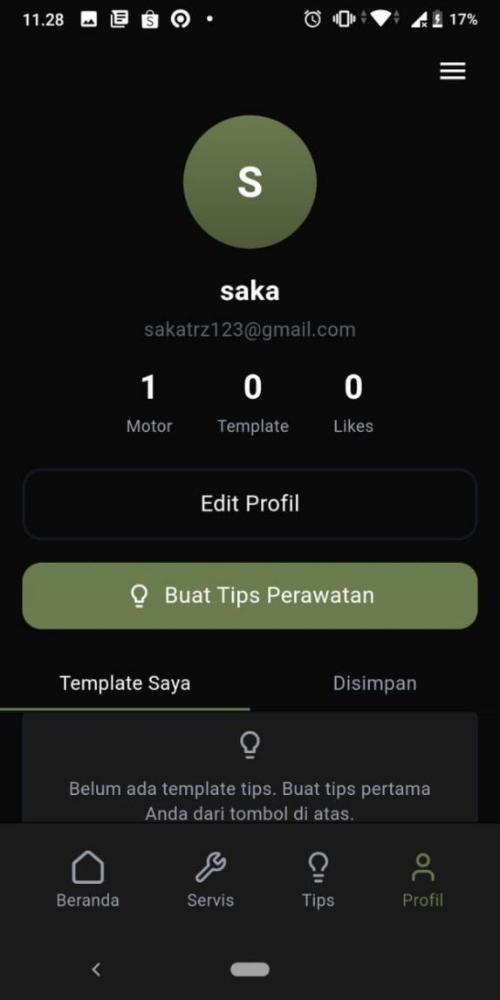 11.28
17%
S
saka
sakatrz123@gmail.com
1 0 0
Motor Template Likes
Edit Profil
Buat Tips Perawatan
Template Saya Disimpan
Belum ada template tips. Buat tips pertama
Anda dari tombol di atas.
Beranda Servis Tips Profil